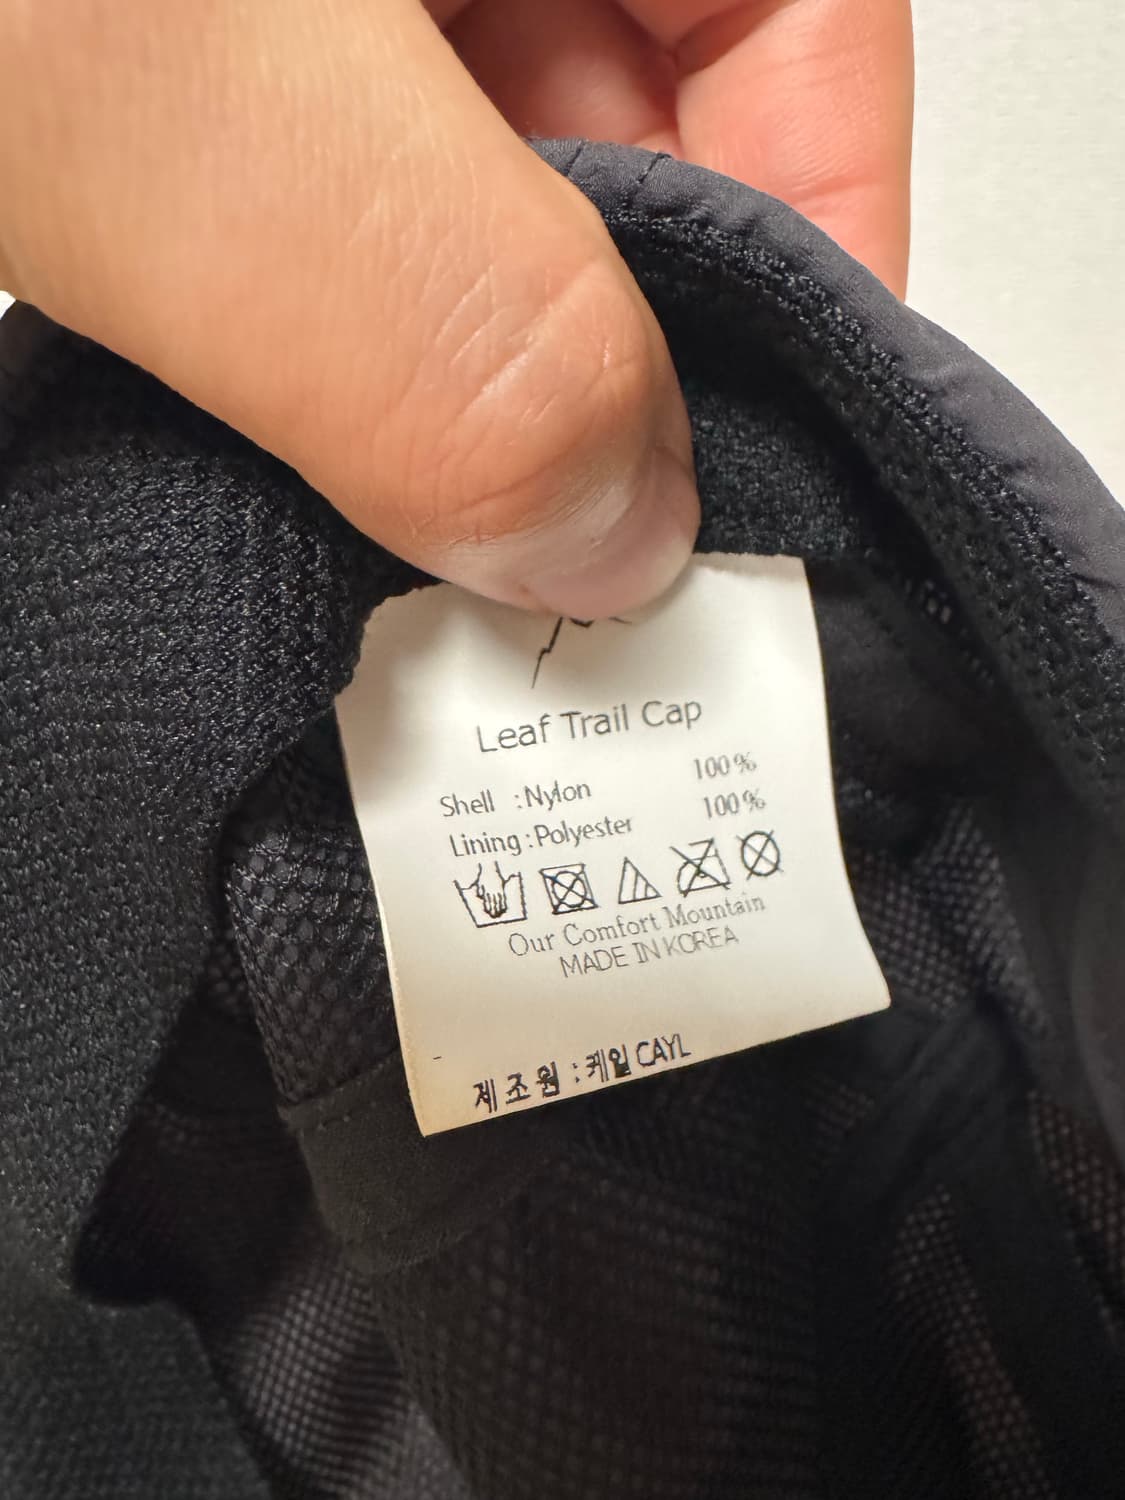 Leaf Trail Cap
Shell : Nylon 100%
Lining : Polyester 100%
Our Comfort Mountain
MADE IN KOREA
제조원 : 케일 CAYL